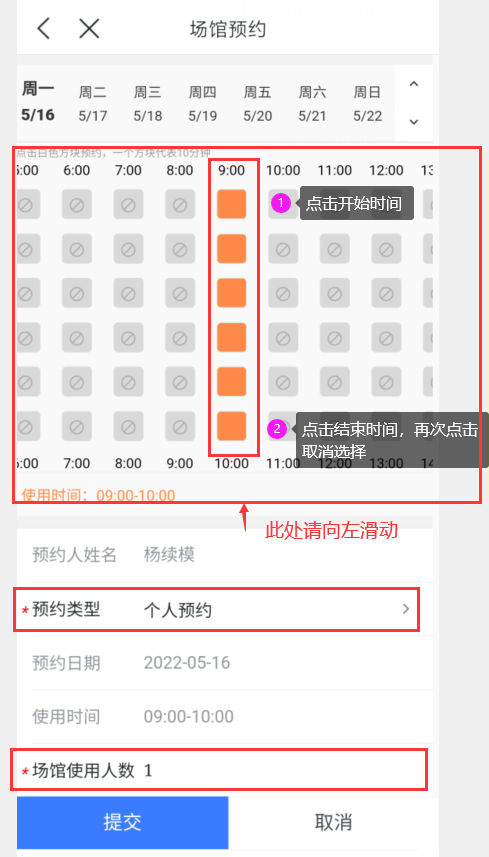 场馆预约
周一 周二 周三 周四 周五 周六 周日
5/16 5/17 5/18 5/19 5/20 5/21 5/22
点击白色方块预约，一个方块代表10分钟
:00 6:00 7:00 8:00 9:00 10:00 11:00 12:00 13
1 点击开始时间
2 点击结束时间，再次点击
取消选择
:00 7:00 8:00 9:00 10:00 11:00 12:00 13:00 14
使用时间：09:00-10:00
此处请向左滑动
预约人姓名 杨续模
*预约类型 个人预约
预约日期 2022-05-16
使用时间 09:00-10:00
*场馆使用人数 1
提交 取消